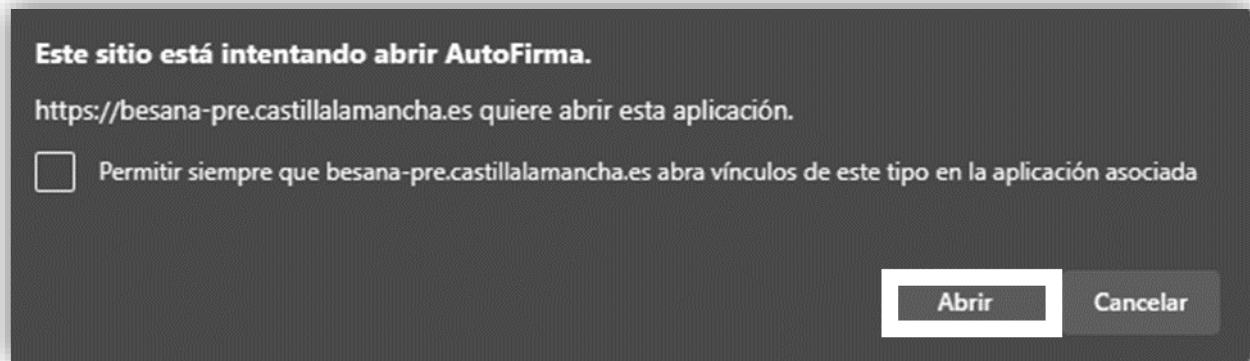 Este sitio está intentando abrir AutoFirma.
https://besana-pre.castillalamancha.es quiere abrir esta aplicación.
Permitir siempre que besana-pre.castillalamancha.es abra vínculos de este tipo en la aplicación asociada
Abrir Cancelar